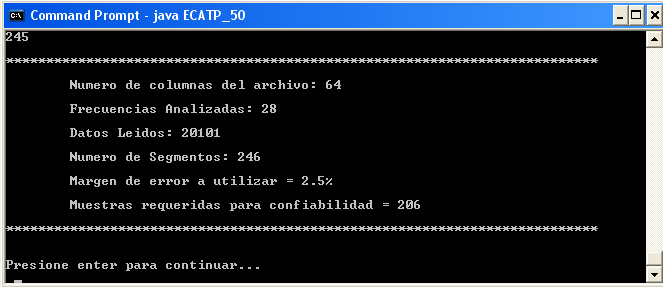 Command Prompt - java ECATP_50
245
**************************************************************************
Numero de columnas del archivo: 64
Frecuencias Analizadas: 28
Datos Leidos: 20101
Numero de Segmentos: 246
Margen de error a utilizar = 2.5%
Muestras requeridas para confiabilidad = 206
**************************************************************************
Presione enter para continuar...